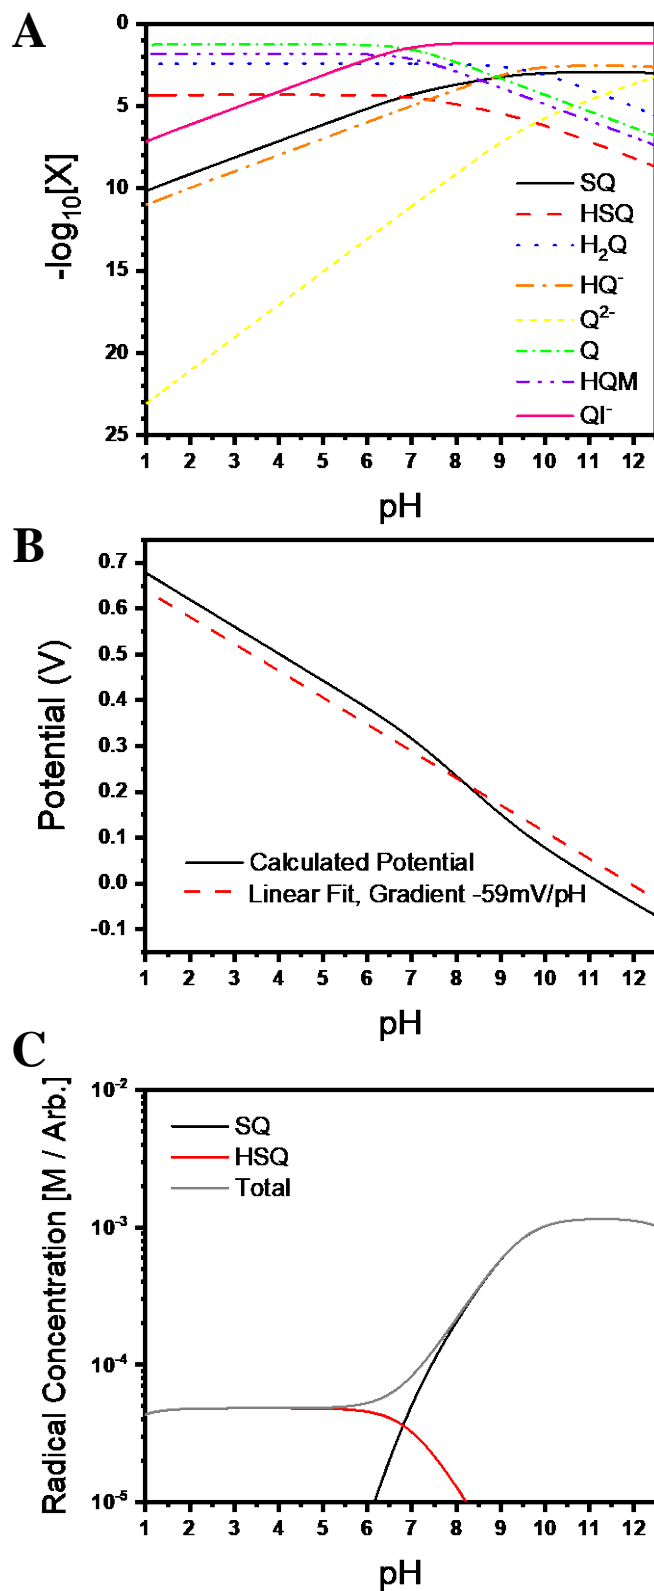 A
0
5
10
15
20
25
-log₁₀[X]
SQ
HSQ
H₂Q
HQ⁻
Q²⁻
Q
HQM
QI⁻
1 2 3 4 5 6 7 8 9 10 11 12
pH
B
0.7
0.6
0.5
0.4
0.3
0.2
0.1
0.0
-0.1
Potential (V)
Calculated Potential
Linear Fit, Gradient -59mV/pH
1 2 3 4 5 6 7 8 9 10 11 12
pH
C
10⁻²
10⁻³
10⁻⁴
10⁻⁵
Radical Concentration [M / Arb.]
SQ
HSQ
Total
1 2 3 4 5 6 7 8 9 10 11 12
pH